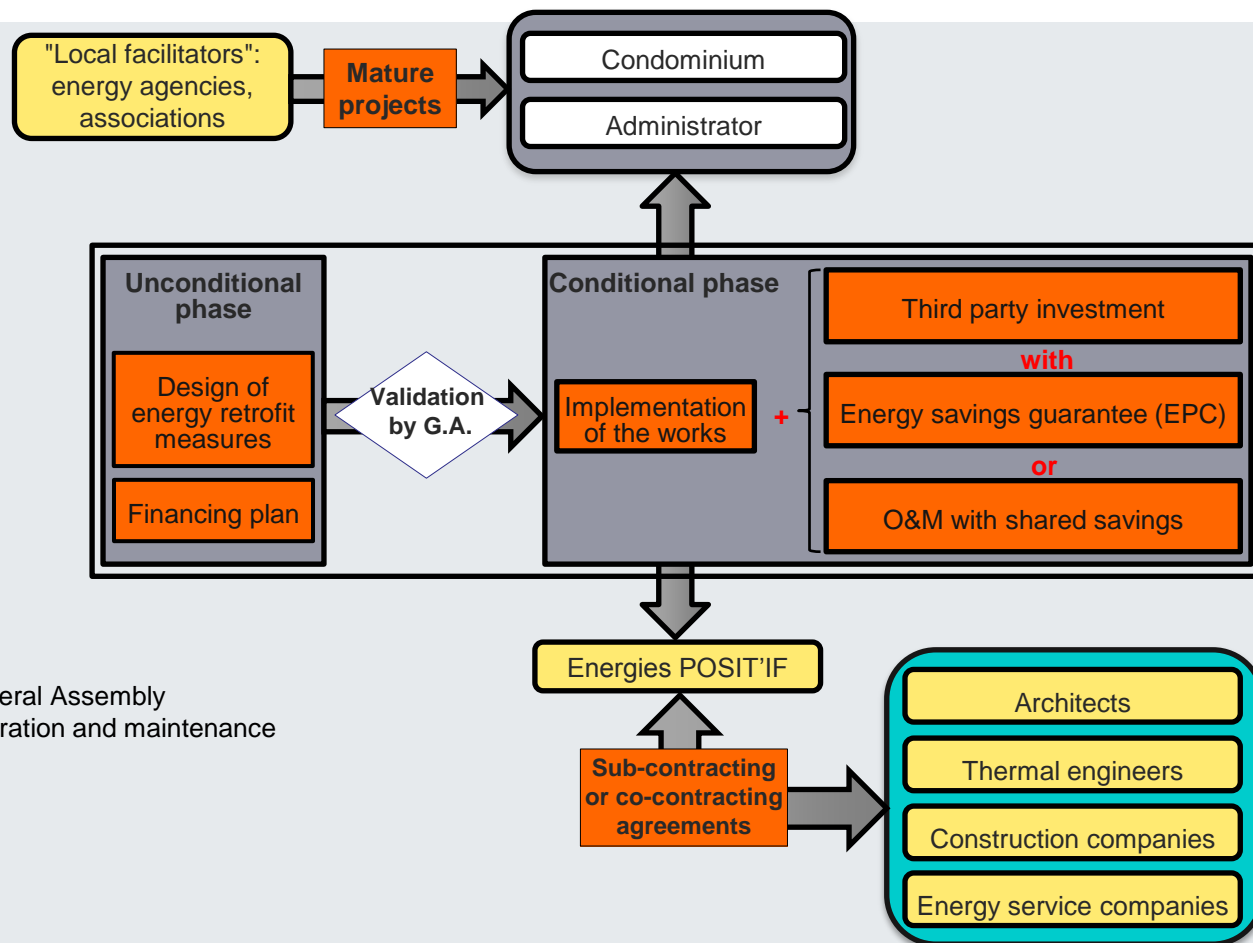 "Local facilitators":
energy agencies,
associations
Mature
projects
Condominium
Administrator
Unconditional
phase
Design of
energy retrofit
measures
Financing plan
Validation
by G.A.
Conditional phase
Implementation
of the works
+
Third party investment
with
Energy savings guarantee (EPC)
or
O&M with shared savings
Energies POSIT'IF
eral Assembly
ration and maintenance
Sub-contracting
or co-contracting
agreements
Architects
Thermal engineers
Construction companies
Energy service companies